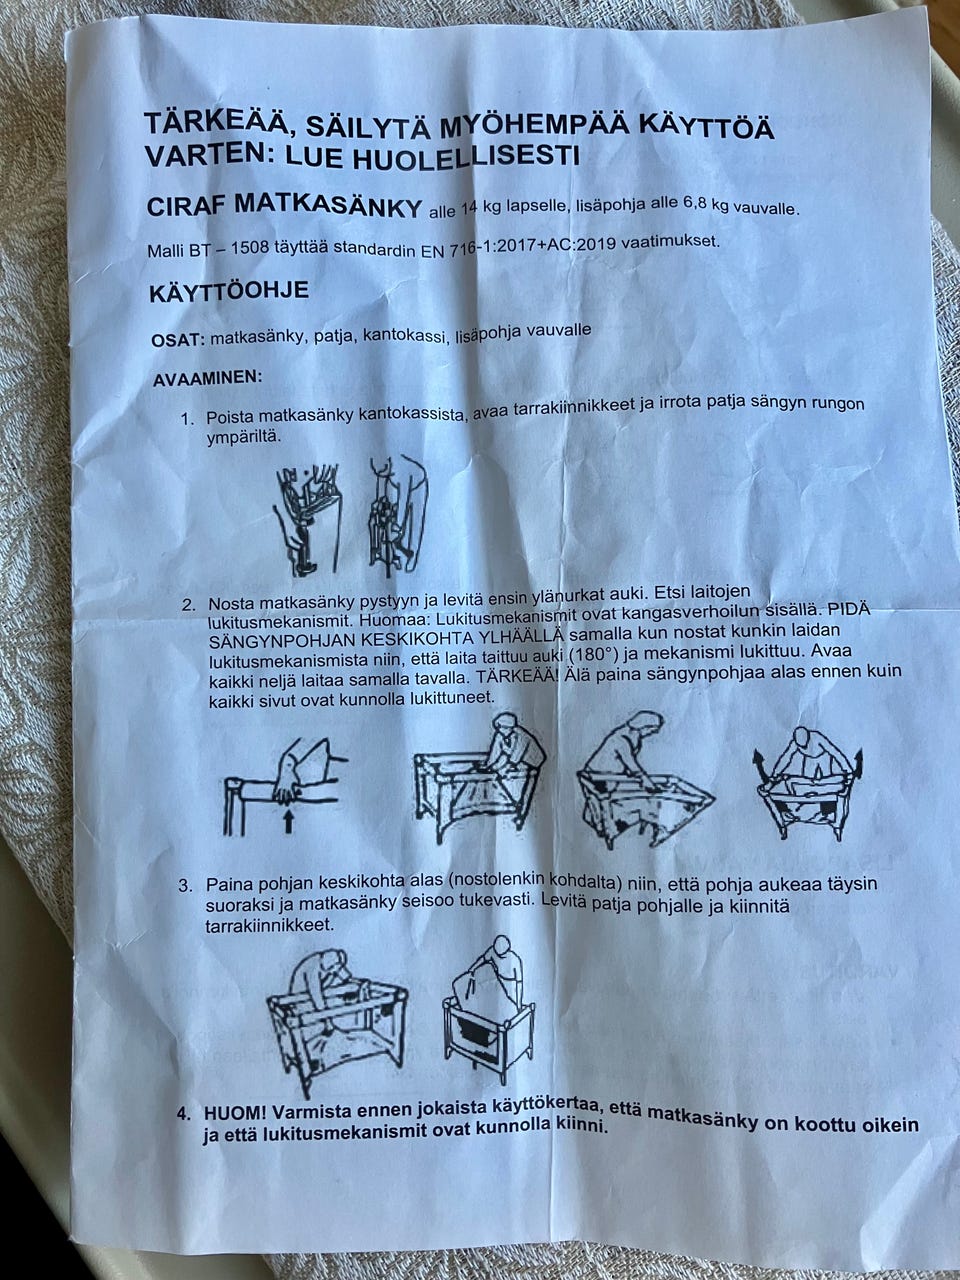 TÄRKEÄÄ, SÄILYTÄ MYÖHEMPÄÄ KÄYTTÖÄ
VARTEN: LUE HUOLELLISESTI
CIRAF MATKASÄNKY alle 14 kg lapselle, lisäpohja alle 6,8 kg vauvalle.
Malli BT – 1508 täyttää standardin EN 716-1:2017+AC:2019 vaatimukset.
KÄYTTÖOHJE
OSAT: matkasänky, patja, kantokassi, lisäpohja vauvalle
AVAAMINEN:
1. Poista matkasänky kantokassista, avaa tarrakiinnikkeet ja irrota patja sängyn rungon
ympäriltä.
2. Nosta matkasänky pystyyn ja levitä ensin ylänurkat auki. Etsi laitojen
lukitusmekanismit. Huomaa: Lukitusmekanismit ovat kangasverhoilun sisällä. PIDÄ
SÄNGYNPOHJAN KESKIKOHTA YLHÄÄLLÄ samalla kun nostat kunkin laidan
lukitusmekanismista niin, että laita taittuu auki (180°) ja mekanismi lukittuu. Avaa
kaikki neljä laitaa samalla tavalla. TÄRKEÄÄ! Älä paina sängynpohjaa alas ennen kuin
kaikki sivut ovat kunnolla lukittuneet.
3. Paina pohjan keskikohta alas (nostolenkin kohdalta) niin, että pohja aukeaa täysin
suoraksi ja matkasänky seisoo tukevasti. Levitä patja pohjalle ja kiinnitä
tarrakiinnikkeet.
4. HUOM! Varmista ennen jokaista käyttökertaa, että matkasänky on koottu oikein
ja että lukitusmekanismit ovat kunnolla kiinni.